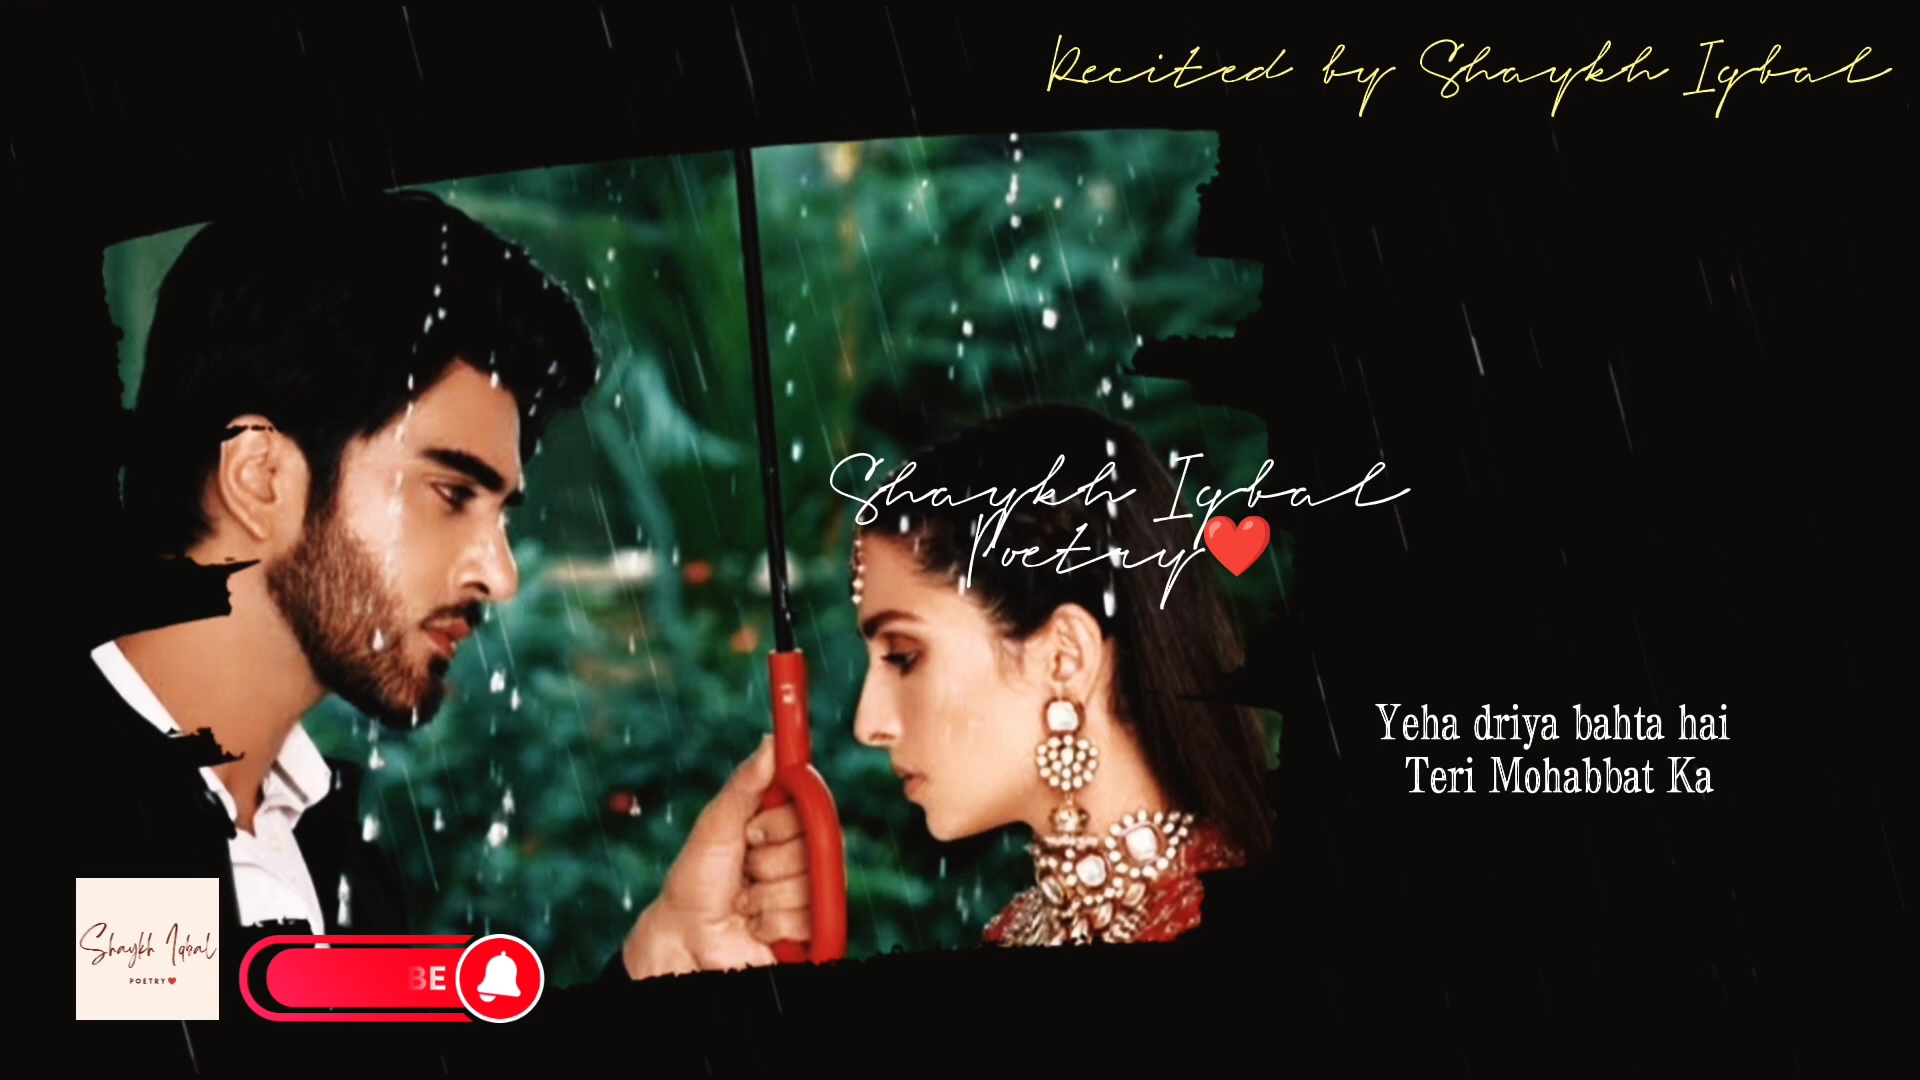 Recited by Shaykh Iqbal
Shaykh Iqbal
Poetry❤️
Yeha driya bahta hai
Teri Mohabbat Ka
Shaykh Iqbal
POETRY❤️
BE